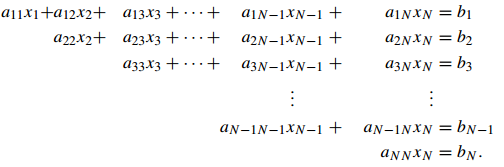 a₁₁x₁+a₁₂x₂+ a₁₃x₃ + ··· + a₁N₋₁xN₋₁ + a₁NxN = b₁
a₂₂x₂+ a₂₃x₃ + ··· + a₂N₋₁xN₋₁ + a₂NxN = b₂
a₃₃x₃ + ··· + a₃N₋₁xN₋₁ + a₃NxN = b₃
⋮ ⋮
aN₋₁N₋₁xN₋₁ + aN₋₁NxN = bN₋₁
aNNxN = bN.